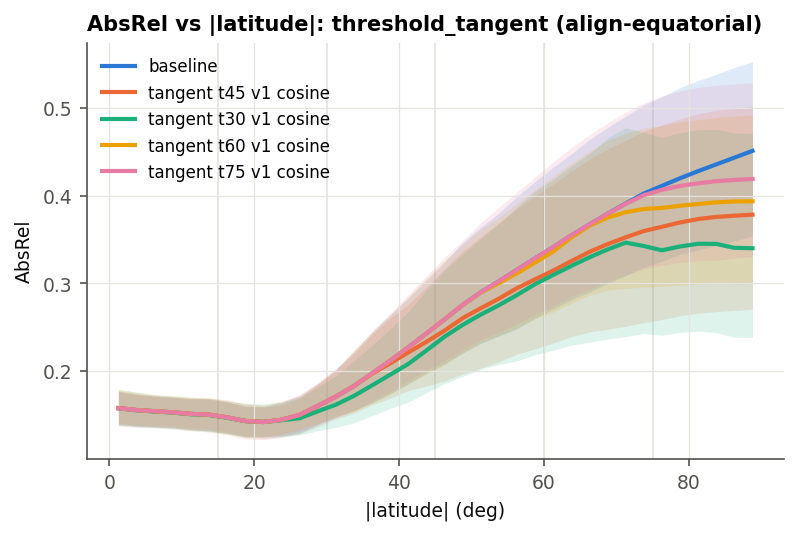 AbsRel vs |latitude|: threshold_tangent (align-equatorial)
baseline
tangent t45 v1 cosine
tangent t30 v1 cosine
tangent t60 v1 cosine
tangent t75 v1 cosine
AbsRel
0.5
0.4
0.3
0.2
0 20 40 60 80
|latitude| (deg)